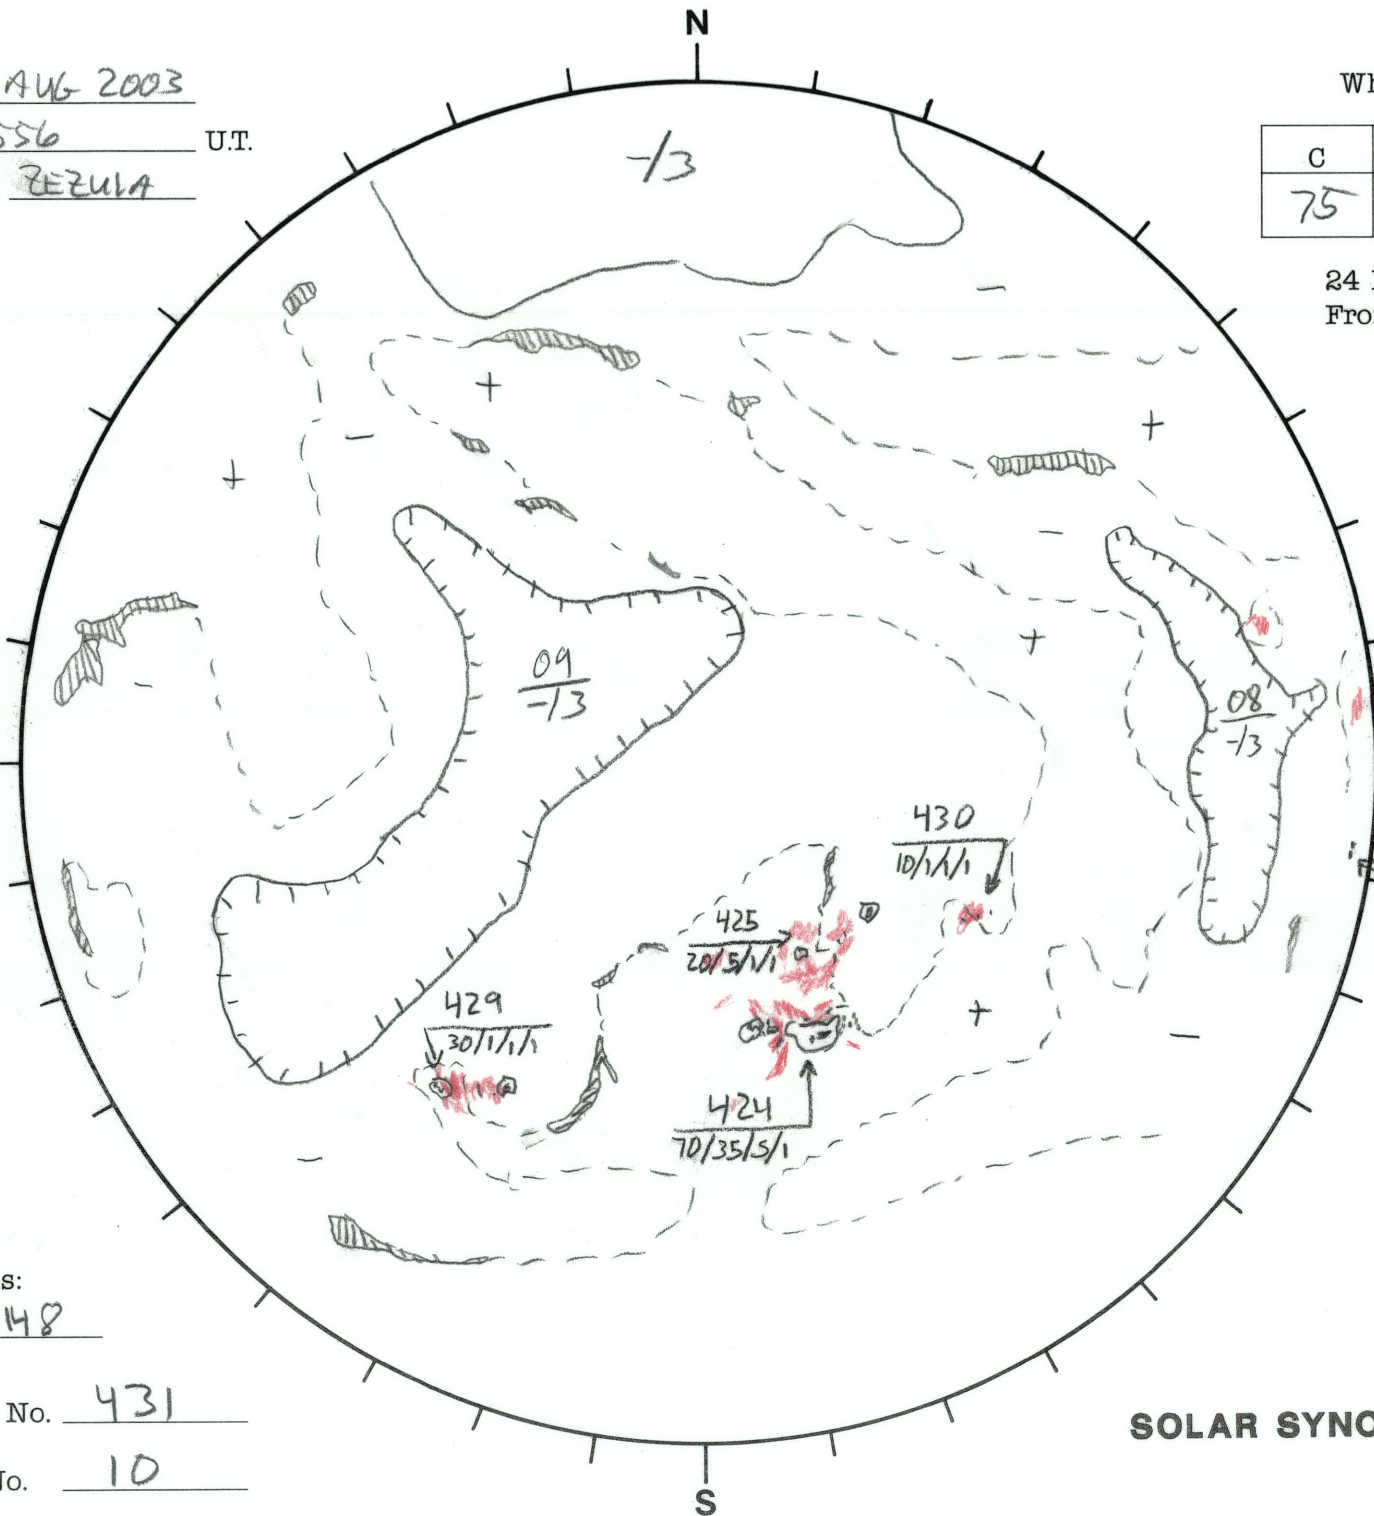 N
AUG 2003
556 U.T.
ZEZULA
Wh
C
75
24
Fro
-/3
+
-
+
-
+
+
-
+
-
09
-/3
08
-/3
430
10/1/1/1
425
20/5/1/1
429
30/1/1/1
+
-
424
70/35/5/1
-
s:
148
No. 431
No. 10
SOLAR SYNO
S